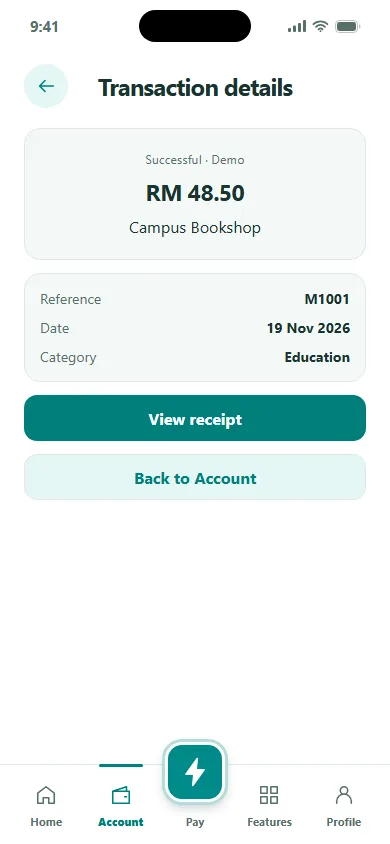 9:41
Transaction details
Successful · Demo
RM 48.50
Campus Bookshop
Reference M1001
Date 19 Nov 2026
Category Education
View receipt
Back to Account
Home Account Pay Features Profile